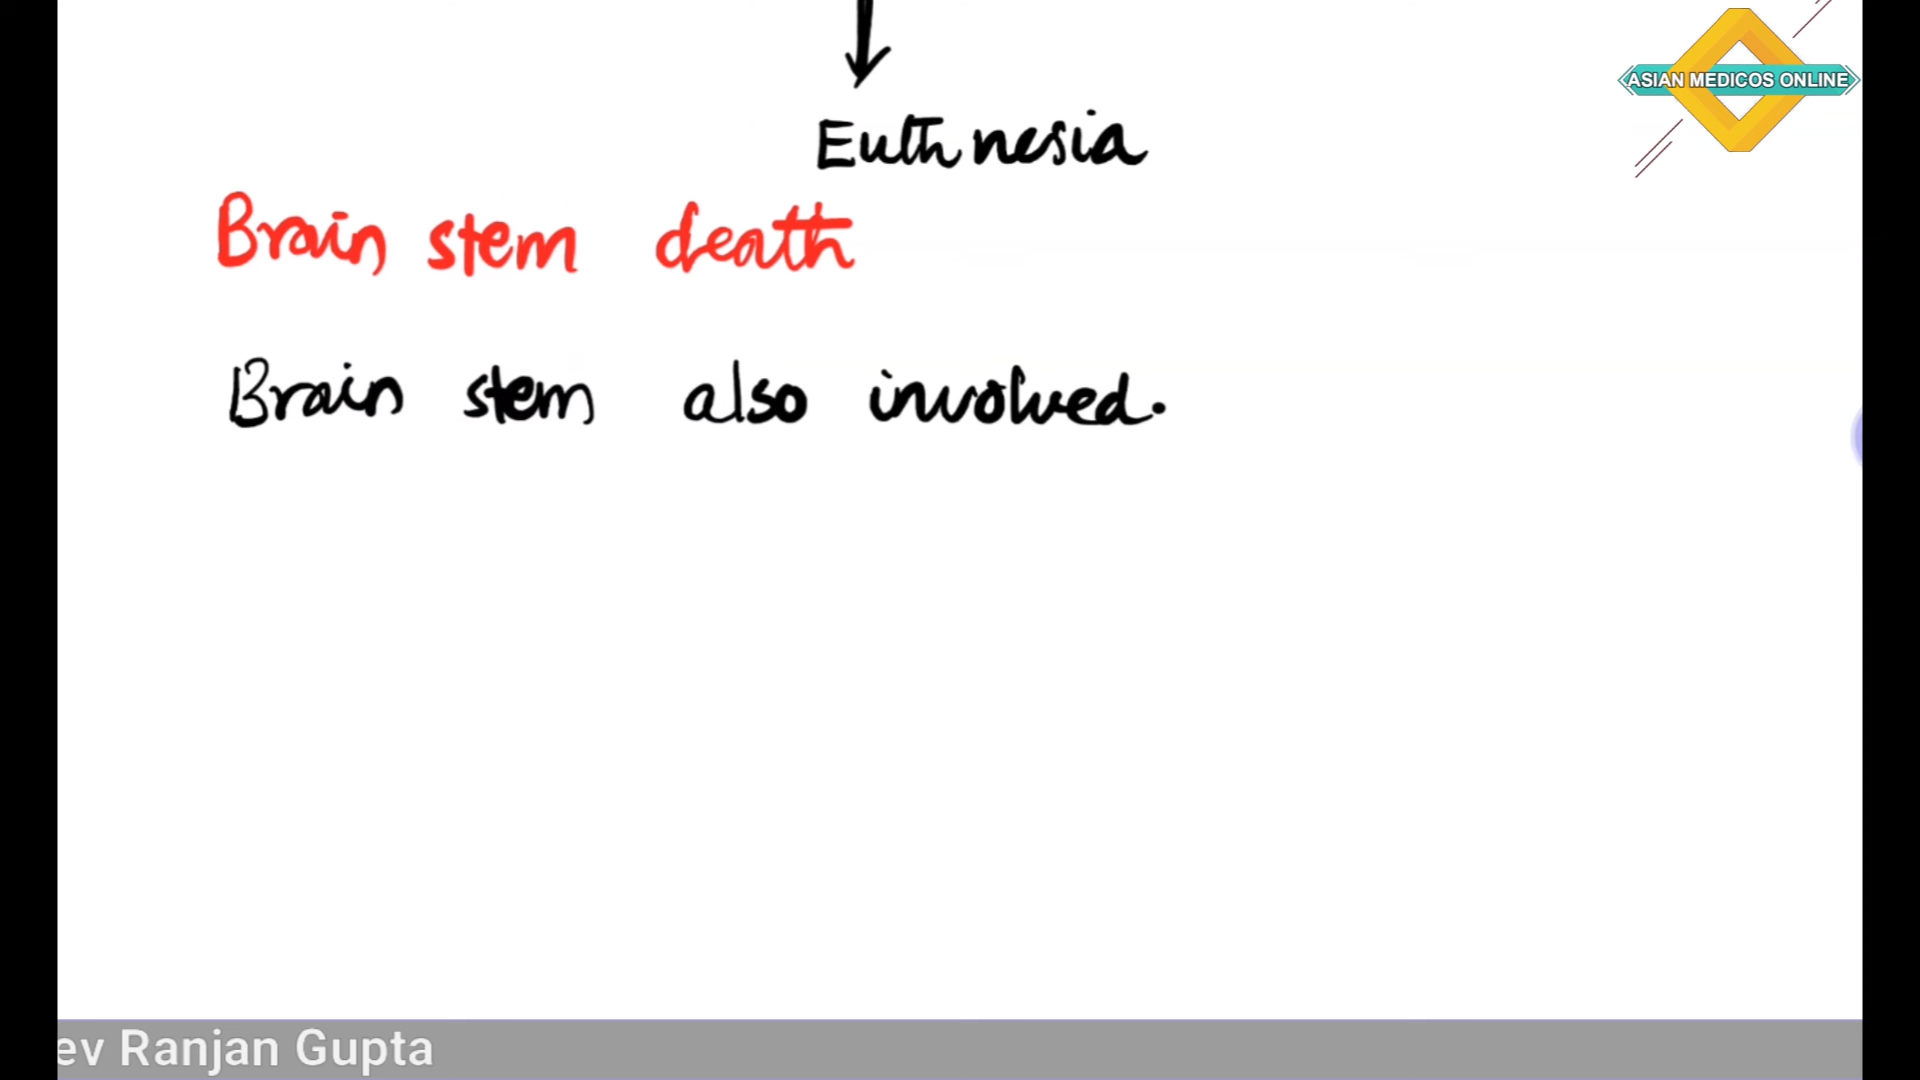 ASIAN MEDICOS ONLINE
Euthnesia
Brain stem death
Brain stem also involved.
ev Ranjan Gupta